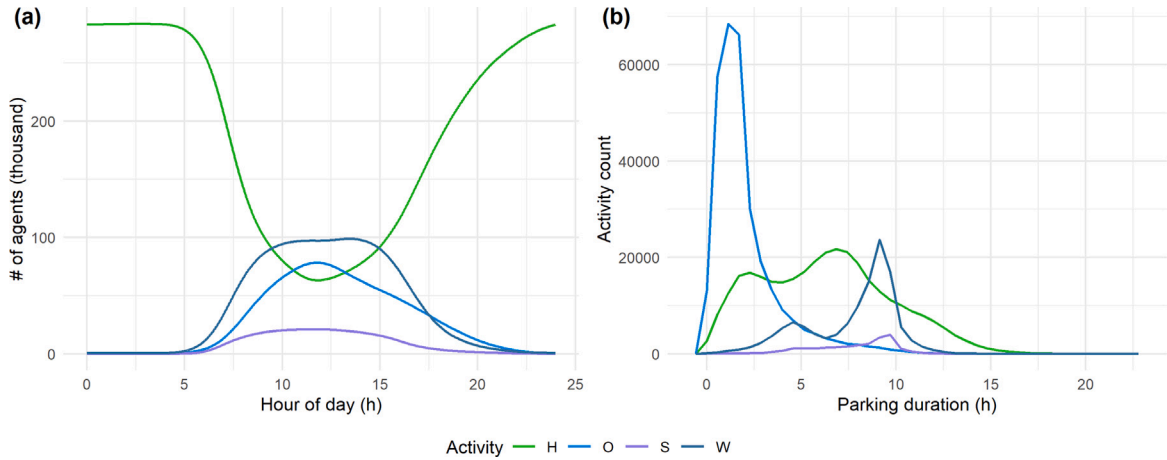 (a)
# of agents (thousand)
200
100
0
0 5 10 15 20 25
Hour of day (h)
(b)
Activity count
60000
40000
20000
0
0 5 10 15 20
Parking duration (h)
Activity H O S W